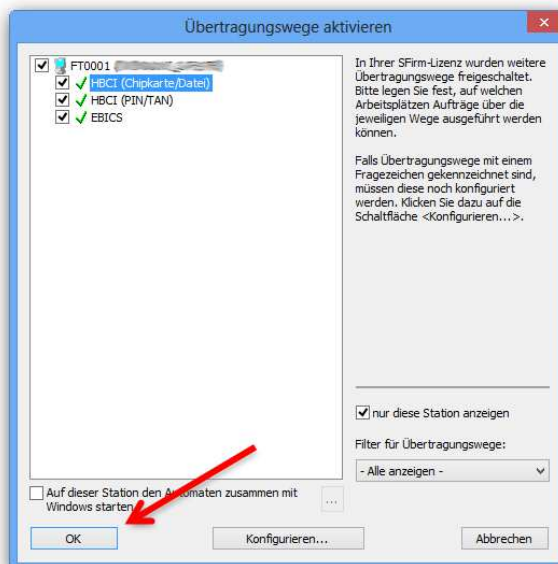 Übertragungswege aktivieren
FT0001
HBCI (Chipkarte/Datei)
HBCI (PIN/TAN)
EBICS
In Ihrer SFirm-Lizenz wurden weitere
Übertragungswege freigeschaltet.
Bitte legen Sie fest, auf welchen
Arbeitsplätzen Aufträge über die
jeweiligen Wege ausgeführt werden
können.
Falls Übertragungswege mit einem
Fragezeichen gekennzeichnet sind,
müssen diese noch konfiguriert
werden. Klicken Sie dazu auf die
Schaltfläche <Konfigurieren...>.
nur diese Station anzeigen
Filter für Übertragungswege:
- Alle anzeigen -
Auf dieser Station den Automaten zusammen mit
Windows starten
...
OK
Konfigurieren...
Abbrechen